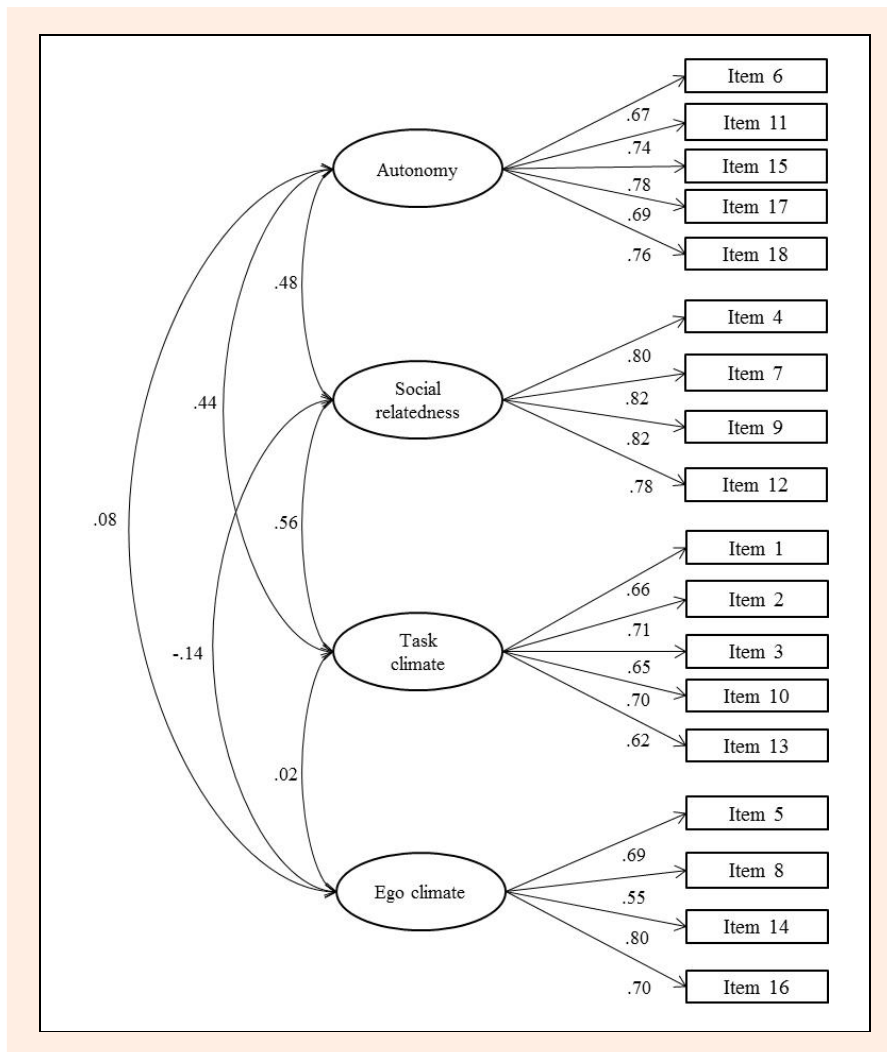 Item 6
.67
Item 11
.74
Item 15
Autonomy
.78
Item 17
.69
.76
Item 18
.48
Item 4
.80
Item 7
Social
relatedness
.82
.44
Item 9
.82
.78
Item 12
.08
.56
Item 1
.66
Item 2
.71
Task
climate
Item 3
-.14
.65
.70
Item 10
.62
Item 13
.02
Item 5
.69
Item 8
Ego climate
.55
Item 14
.80
.70
Item 16